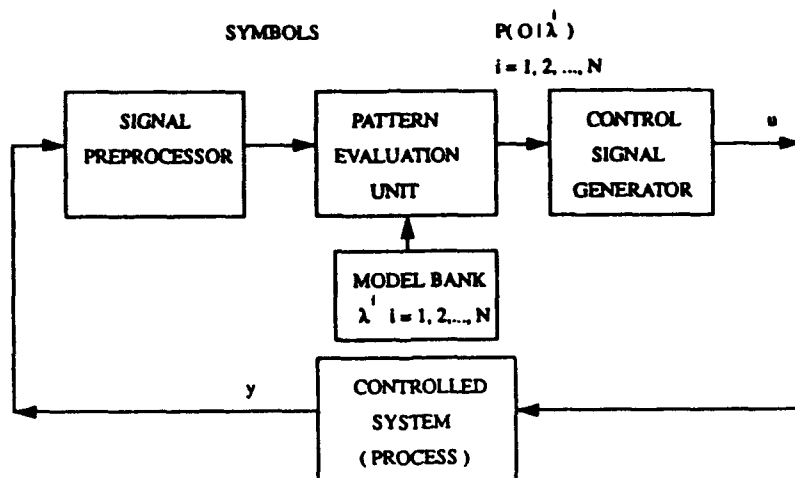 SYMBOLS
P(O|λ^i)
i = 1, 2, ..., N
SIGNAL
PREPROCESSOR
PATTERN
EVALUATION
UNIT
CONTROL
SIGNAL
GENERATOR
u
MODEL BANK
λ^i i = 1, 2,..., N
y
CONTROLLED
SYSTEM
( PROCESS )